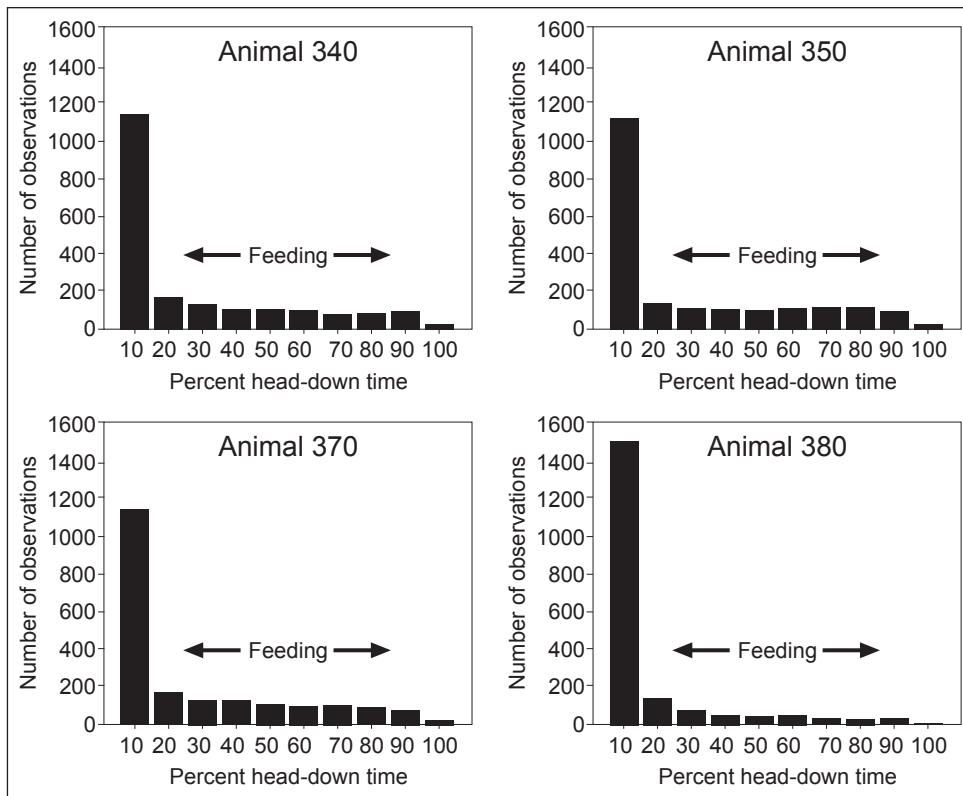 Animal 340
Number of observations
1600
1400
1200
1000
800
600
400
200
0
Feeding
10 20 30 40 50 60 70 80 90 100
Percent head-down time
Animal 350
Number of observations
1600
1400
1200
1000
800
600
400
200
0
Feeding
10 20 30 40 50 60 70 80 90 100
Percent head-down time
Animal 370
Number of observations
1600
1400
1200
1000
800
600
400
200
0
Feeding
10 20 30 40 50 60 70 80 90 100
Percent head-down time
Animal 380
Number of observations
1600
1400
1200
1000
800
600
400
200
0
Feeding
10 20 30 40 50 60 70 80 90 100
Percent head-down time